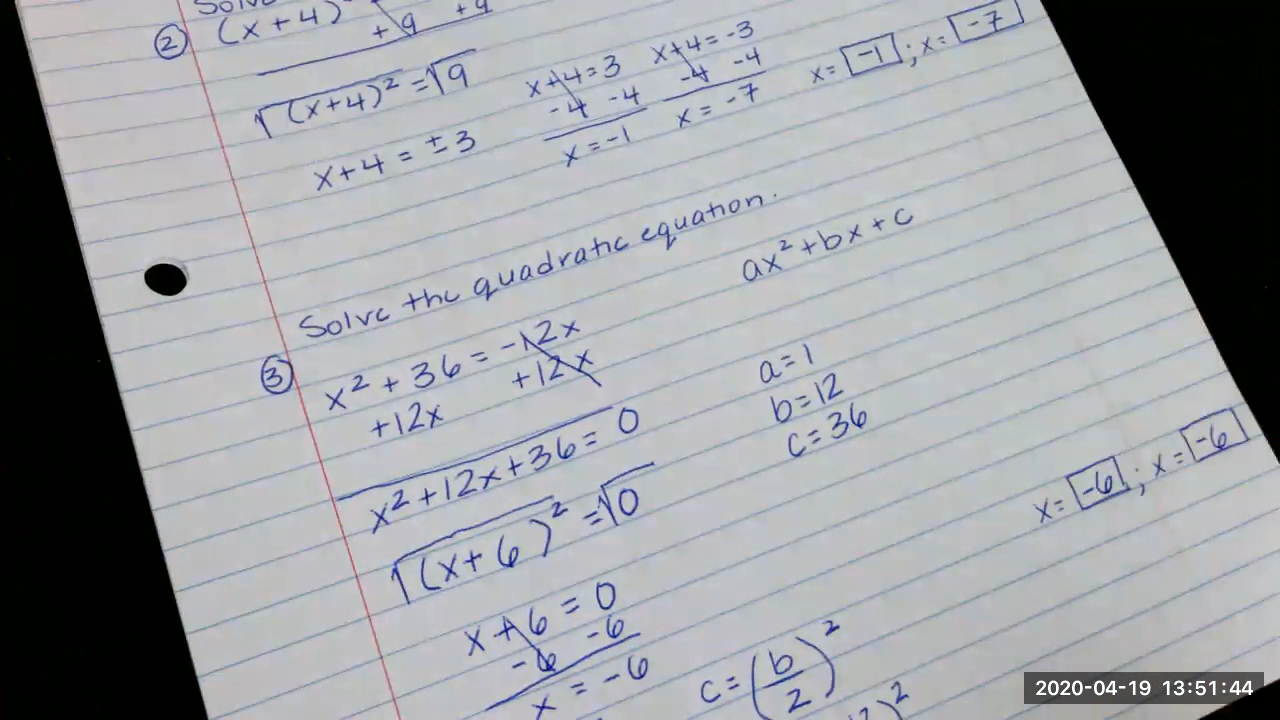 Solve
② (x+4)
+9 +9
√(x+4)² = √9
x+4 = ±3
x+4=3
-4 -4
x=-1
x+4=-3
-4 -4
x= -7
x= -1 ; x= -7
Solve the quadratic equation.
ax² + bx + c
③ x² + 36 = -12x
+12x +12x
x² + 12x + 36 = 0
√(x+6)² = √0
x+6 = 0
-6 -6
x = -6
a=1
b=12
c=36
x= -6 ; x= -6
c= (b/2)²
2020-04-19 13:51:44